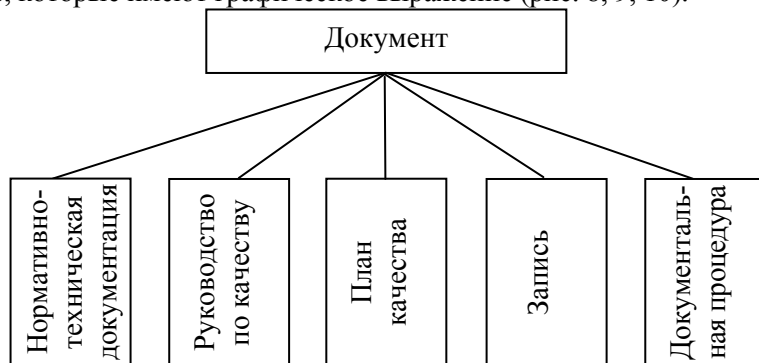 которые имеют графическое выражение (рис. 8, 9, 10).
Документ
Нормативно-
техническая
документация
Руководство
по качеству
План
качества
Запись
Документаль-
ная процедура